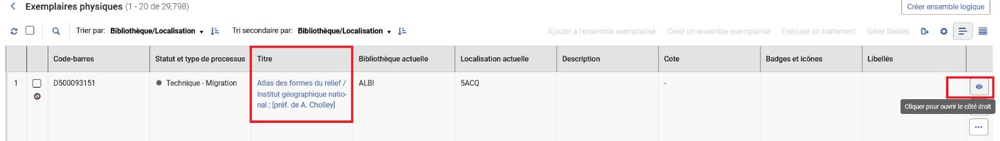 Exemplaires physiques (1 - 20 de 29,798)
Créer ensemble logique
Trier par: Bibliothèque/Localisation Tri secondaire par: Bibliothèque/Localisation
Ajouter à l'ensemble exemplarisé Créer un ensemble exemplarisé Exécuter un traitement Gérer libellés
Code-barres Statut et type de processus Titre Bibliothèque actuelle Localisation actuelle Description Cote Badges et icônes Libellés
1 D500093151 Technique - Migration Atlas des formes du relief / ALBI 5ACQ -
Institut géographique natio-
nal ; [préf. de A. Cholley]
Cliquer pour ouvrir le côté droit